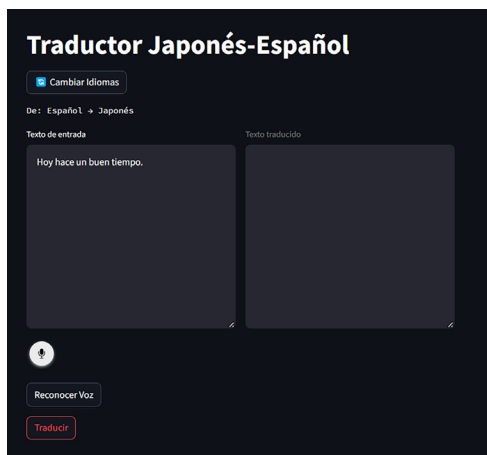 Traductor Japonés-Español
Cambiar Idiomas
De: Español → Japonés
Texto de entrada
Texto traducido
Hoy hace un buen tiempo.
Reconocer Voz
Traducir